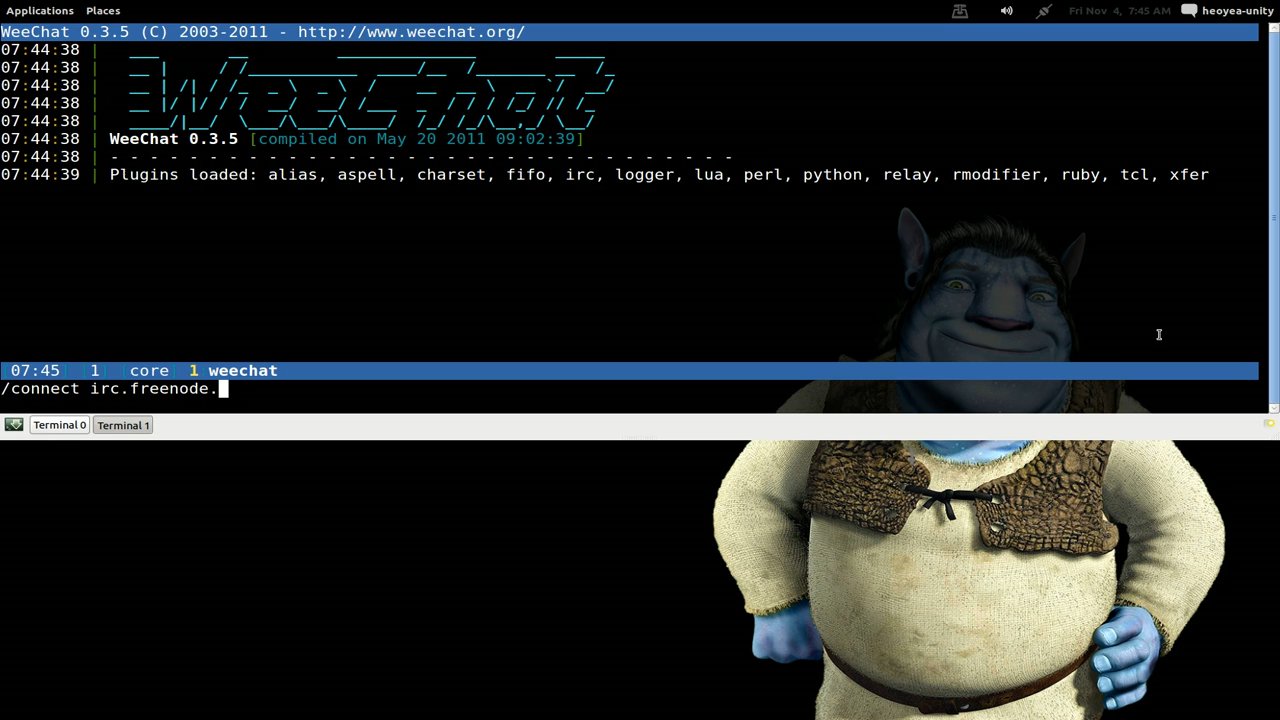 Applications Places Fri Nov 4, 7:45 AM heoyea-unity
WeeChat 0.3.5 (C) 2003-2011 - http://www.weechat.org/
07:44:38 |
07:44:38 |
07:44:38 | WeeChat
07:44:38 |
07:44:38 |
07:44:38 | WeeChat 0.3.5 [compiled on May 20 2011 09:02:39]
07:44:38 | - - - - - - - - - - - - - - - - - - - - - - - - - - - - - - - -
07:44:39 | Plugins loaded: alias, aspell, charset, fifo, irc, logger, lua, perl, python, relay, rmodifier, ruby, tcl, xfer
07:45 1 core 1 weechat
/connect irc.freenode.
Terminal 0 Terminal 1